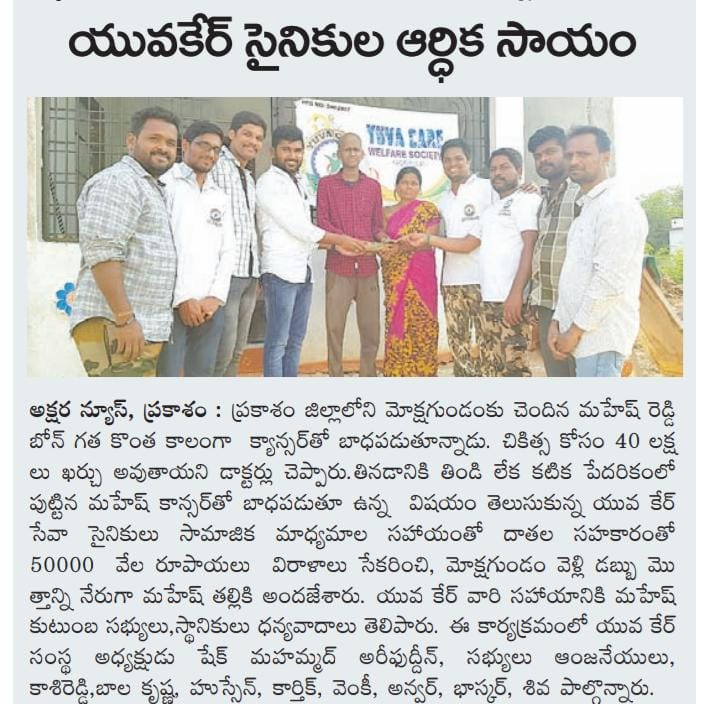 యువకేర్ సైనికుల ఆర్ధిక సాయం
YUVA CARE
WELFARE SOCIETY
అక్షర న్యూస్, ప్రకాశం : ప్రకాశం జిల్లాలోని మోక్షగుండంకు చెందిన మహేష్ రెడ్డి
బోన్ గత కొంత కాలంగా క్యాన్సర్‌తో బాధపడుతూన్నాడు. చికిత్స కోసం 40 లక్ష
లు ఖర్చు అవుతాయని డాక్టర్లు చెప్పారు.తినడానికి తిండి లేక కటిక పేదరికంలో
పుట్టిన మహేష్ కాన్సర్‌తో బాధపడుతూ ఉన్న విషయం తెలుసుకున్న యువ కేర్
సేవా సైనికులు సామాజిక మాధ్యమాల సహాయంతో దాతల సహకారంతో
50000 వేల రూపాయలు విరాళాలు సేకరించి, మోక్షగుండం వెళ్లి డబ్బు మొ
త్తాన్ని నేరుగా మహేష్ తల్లికి అందజేశారు. యువ కేర్ వారి సహాయానికి మహేష్
కుటుంబ సభ్యులు,స్థానికులు ధన్యవాదాలు తెలిపారు. ఈ కార్యక్రమంలో యువ కేర్
సంస్థ అధ్యక్షుడు షేక్ మహమ్మద్ అరీఫుద్దీన్, సభ్యులు ఆంజనేయులు,
కాశిరెడ్డి,బాల కృష్ణ, హుస్సేన్, కార్తిక్, వెంకీ, అన్వర్, భాస్కర్, శివ పాల్గొన్నారు.